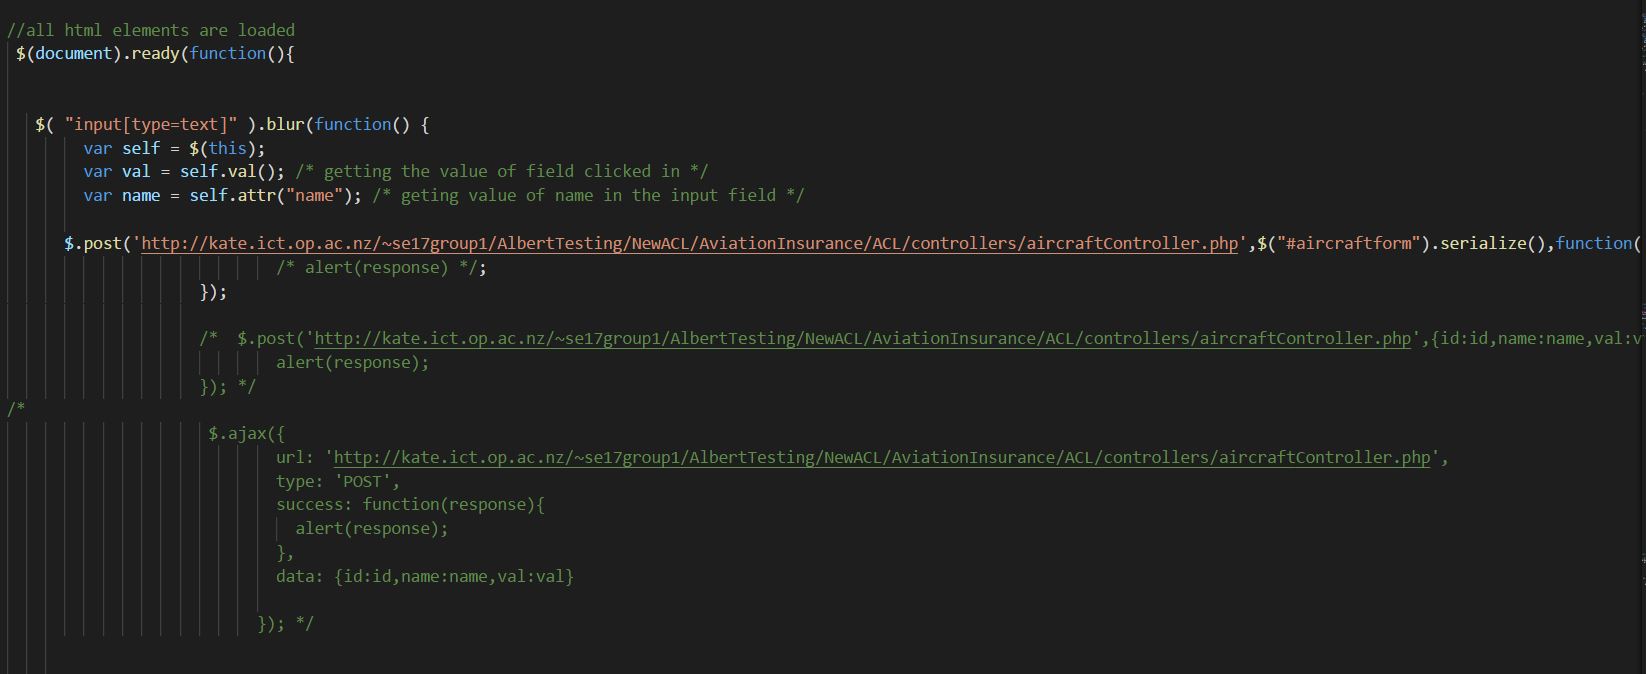 //all html elements are loaded
$(document).ready(function(){
$( "input[type=text]" ).blur(function() {
var self = $(this);
var val = self.val(); /* getting the value of field clicked in */
var name = self.attr("name"); /* geting value of name in the input field */
$.post('http://kate.ict.op.ac.nz/~se17group1/AlbertTesting/NewACL/AviationInsurance/ACL/controllers/aircraftController.php',$("#aircraftform").serialize(),function(
/* alert(response) */;
});
/*  $.post('http://kate.ict.op.ac.nz/~se17group1/AlbertTesting/NewACL/AviationInsurance/ACL/controllers/aircraftController.php',{id:id,name:name,val:v
alert(response);
}); */
/*
$.ajax({
url: 'http://kate.ict.op.ac.nz/~se17group1/AlbertTesting/NewACL/AviationInsurance/ACL/controllers/aircraftController.php',
type: 'POST',
success: function(response){
alert(response);
},
data: {id:id,name:name,val:val}
}); */